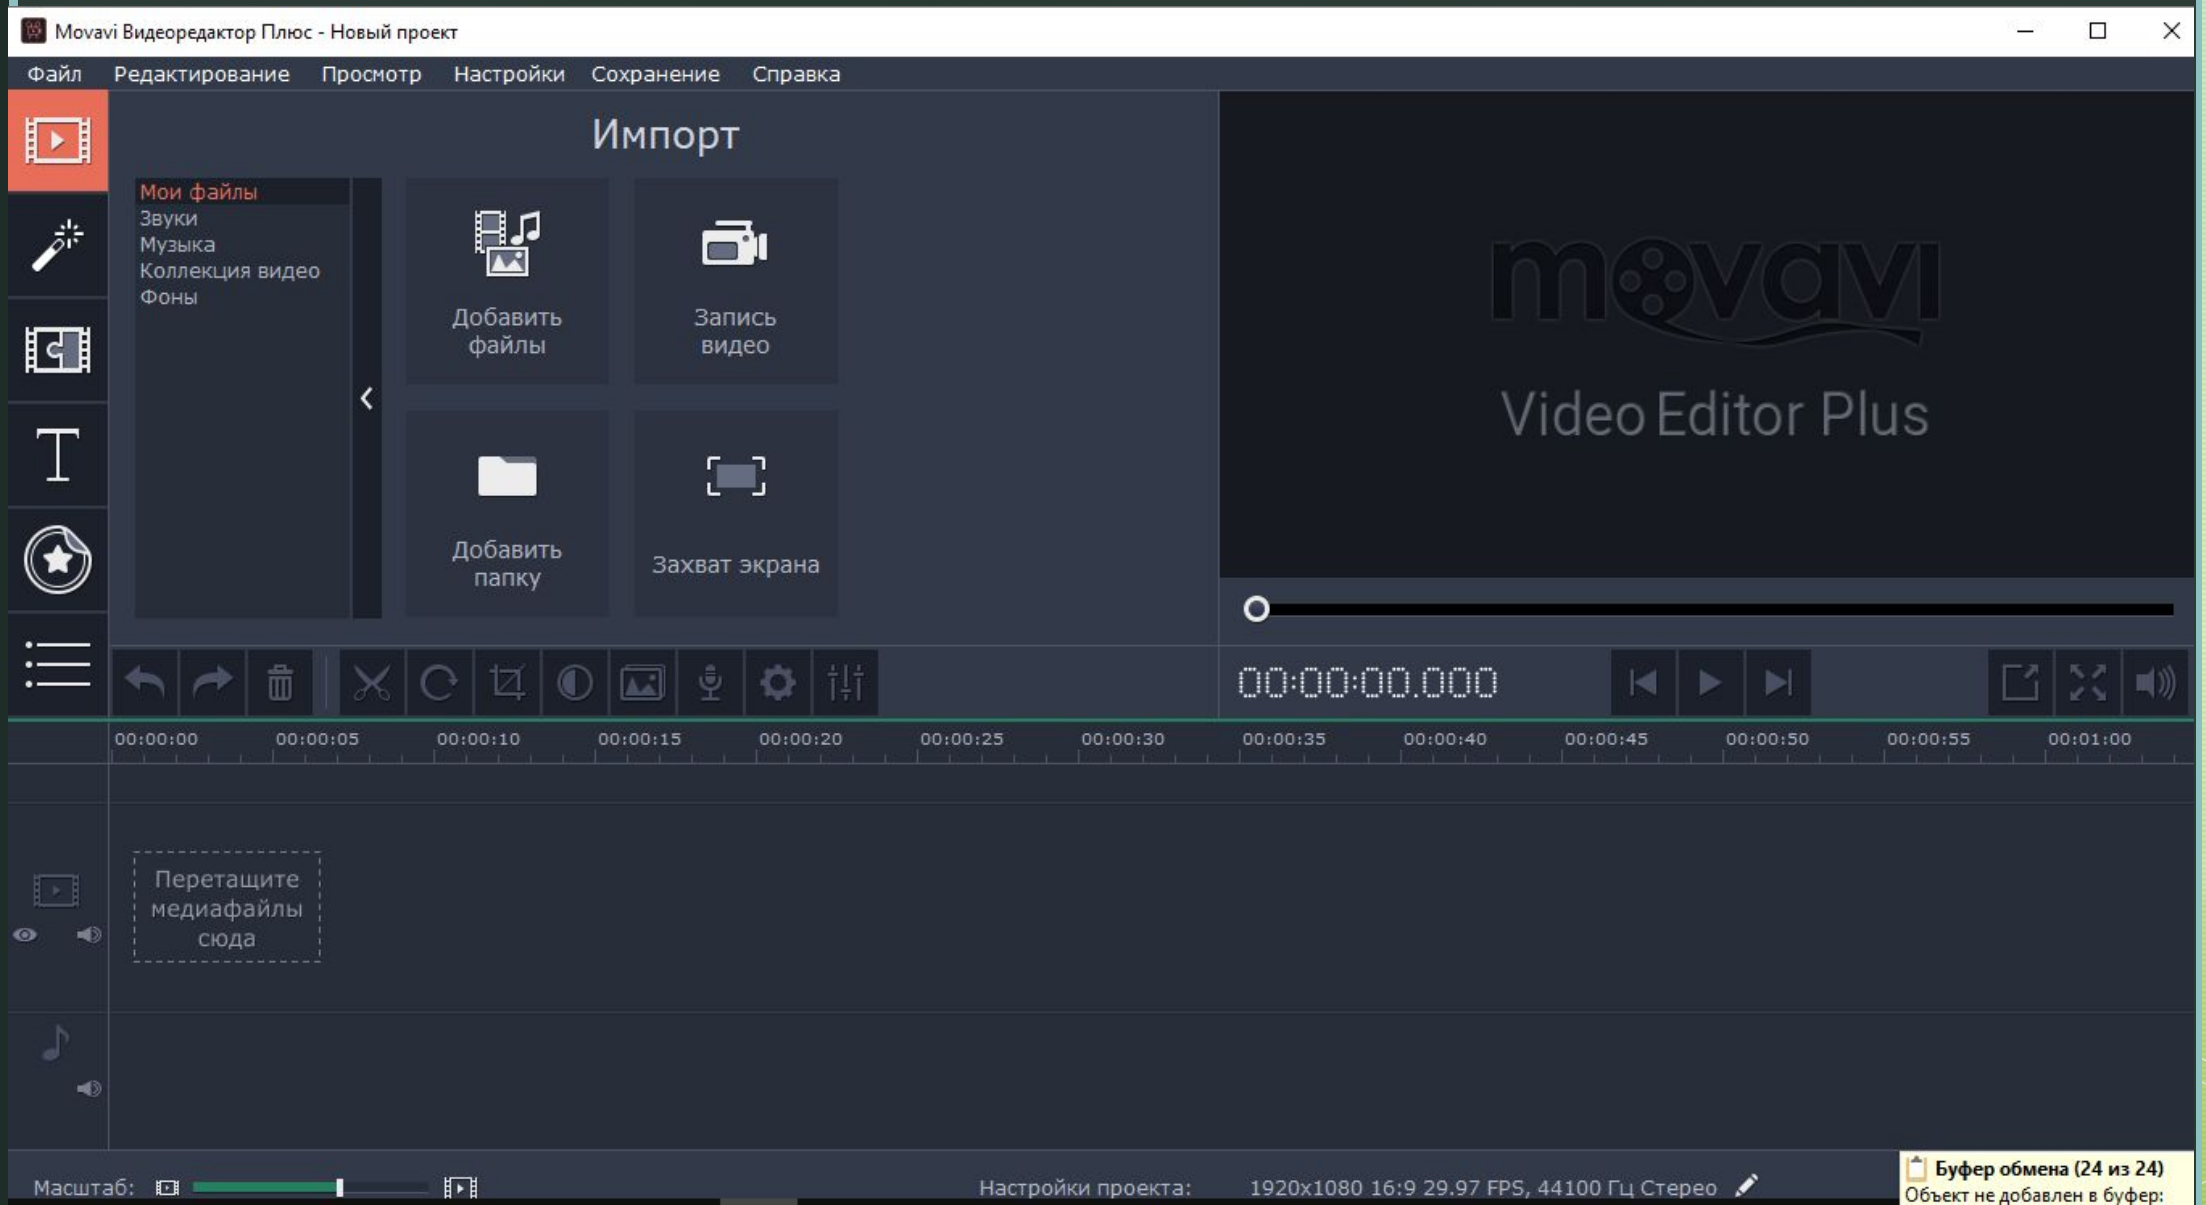 Movavi Видеоредактор Плюс - Новый проект
Файл Редактирование Просмотр Настройки Сохранение Справка
Импорт
Мои файлы
Звуки
Музыка
Коллекция видео
Фоны
Добавить
файлы
Запись
видео
Добавить
папку
Захват экрана
movavi
Video Editor Plus
00:00:00.000
00:00:00 00:00:05 00:00:10 00:00:15 00:00:20 00:00:25 00:00:30 00:00:35 00:00:40 00:00:45 00:00:50 00:00:55 00:01:00
Перетащите
медиафайлы
сюда
Масштаб:
Настройки проекта: 1920x1080 16:9 29.97 FPS, 44100 Гц Стерео
Буфер обмена (24 из 24)
Объект не добавлен в буфер: